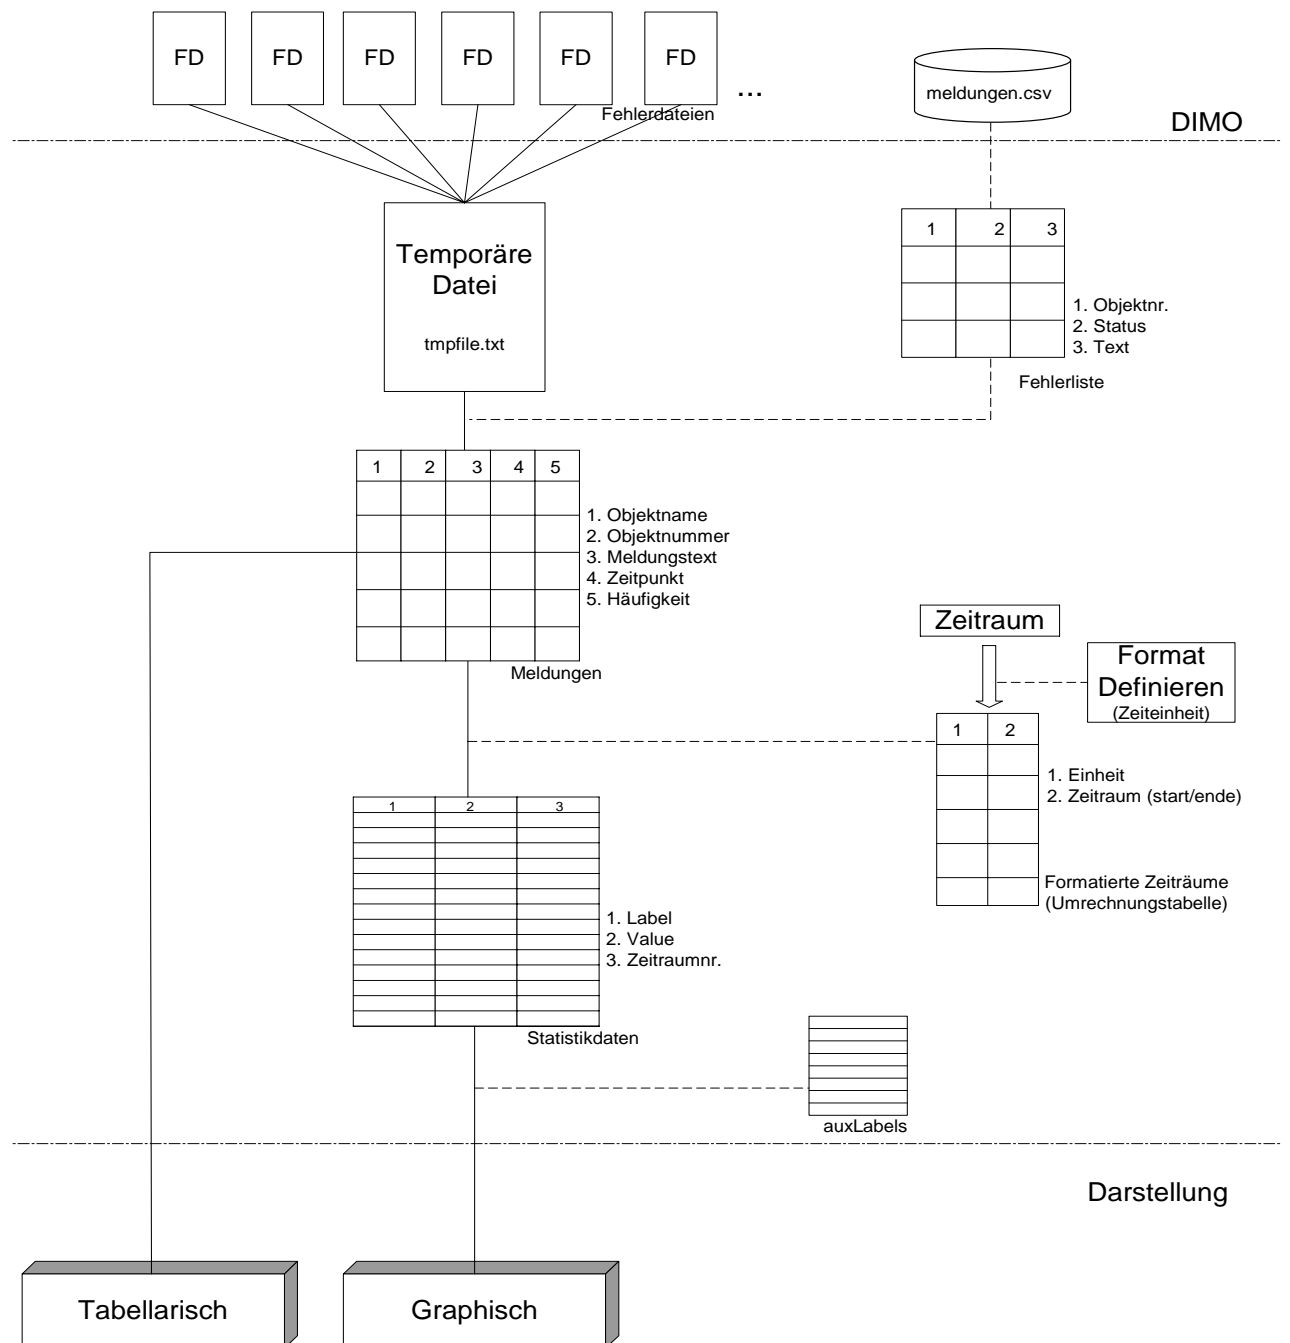 FD FD FD FD FD FD ...
Fehlerdateien
meldungen.csv
DIMO
Temporäre
Datei
tmpfile.txt
1 2 3
1. Objektnr.
2. Status
3. Text
Fehlerliste
1 2 3 4 5
1. Objektname
2. Objektnummer
3. Meldungstext
4. Zeitpunkt
5. Häufigkeit
Meldungen
Zeitraum
Format
Definieren
(Zeiteinheit)
1 2
1. Einheit
2. Zeitraum (start/ende)
Formatierte Zeiträume
(Umrechnungstabelle)
1 2 3
1. Label
2. Value
3. Zeitraumnr.
Statistikdaten
auxLabels
Darstellung
Tabellarisch
Graphisch